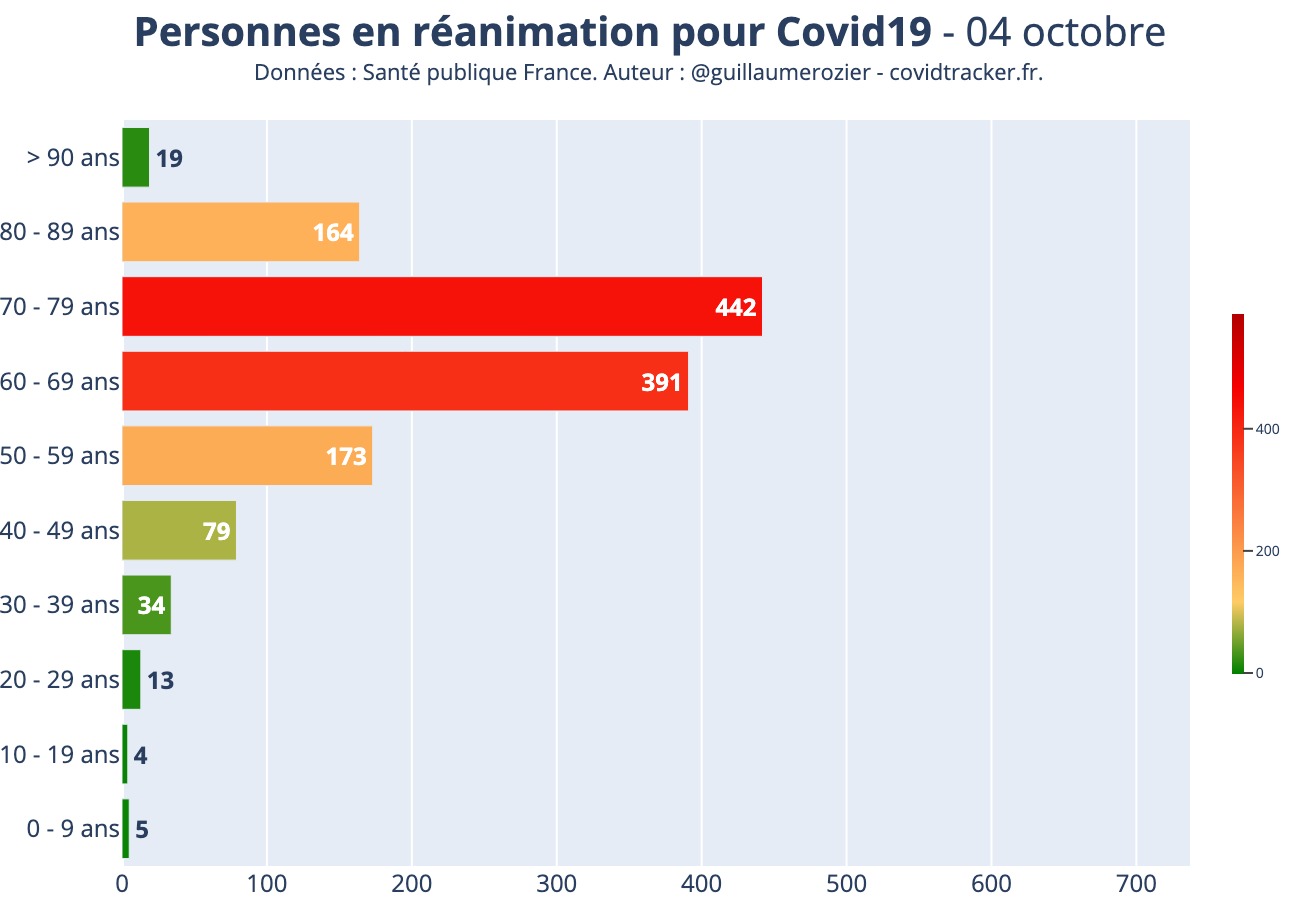 Personnes en réanimation pour Covid19 - 04 octobre
Données : Santé publique France. Auteur : @guillaumerozier - covidtracker.fr.
> 90 ans 19
80 - 89 ans 164
70 - 79 ans 442
60 - 69 ans 391
50 - 59 ans 173
40 - 49 ans 79
30 - 39 ans 34
20 - 29 ans 13
10 - 19 ans 4
0 - 9 ans 5
0 100 200 300 400 500 600 700
400
200
0